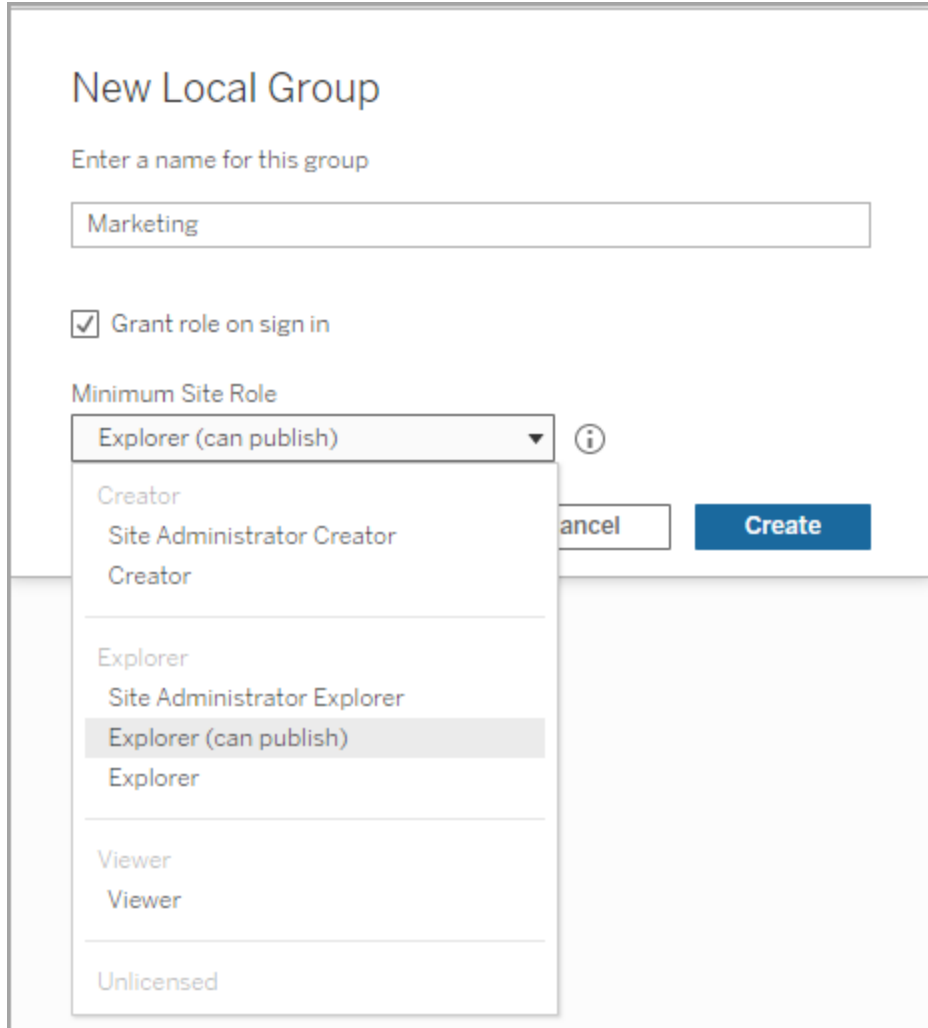 New Local Group
Enter a name for this group
Marketing
Grant role on sign in
Minimum Site Role
Explorer (can publish)
Creator
Site Administrator Creator
ancel Create
Creator
Explorer
Site Administrator Explorer
Explorer (can publish)
Explorer
Viewer
Viewer
Unlicensed